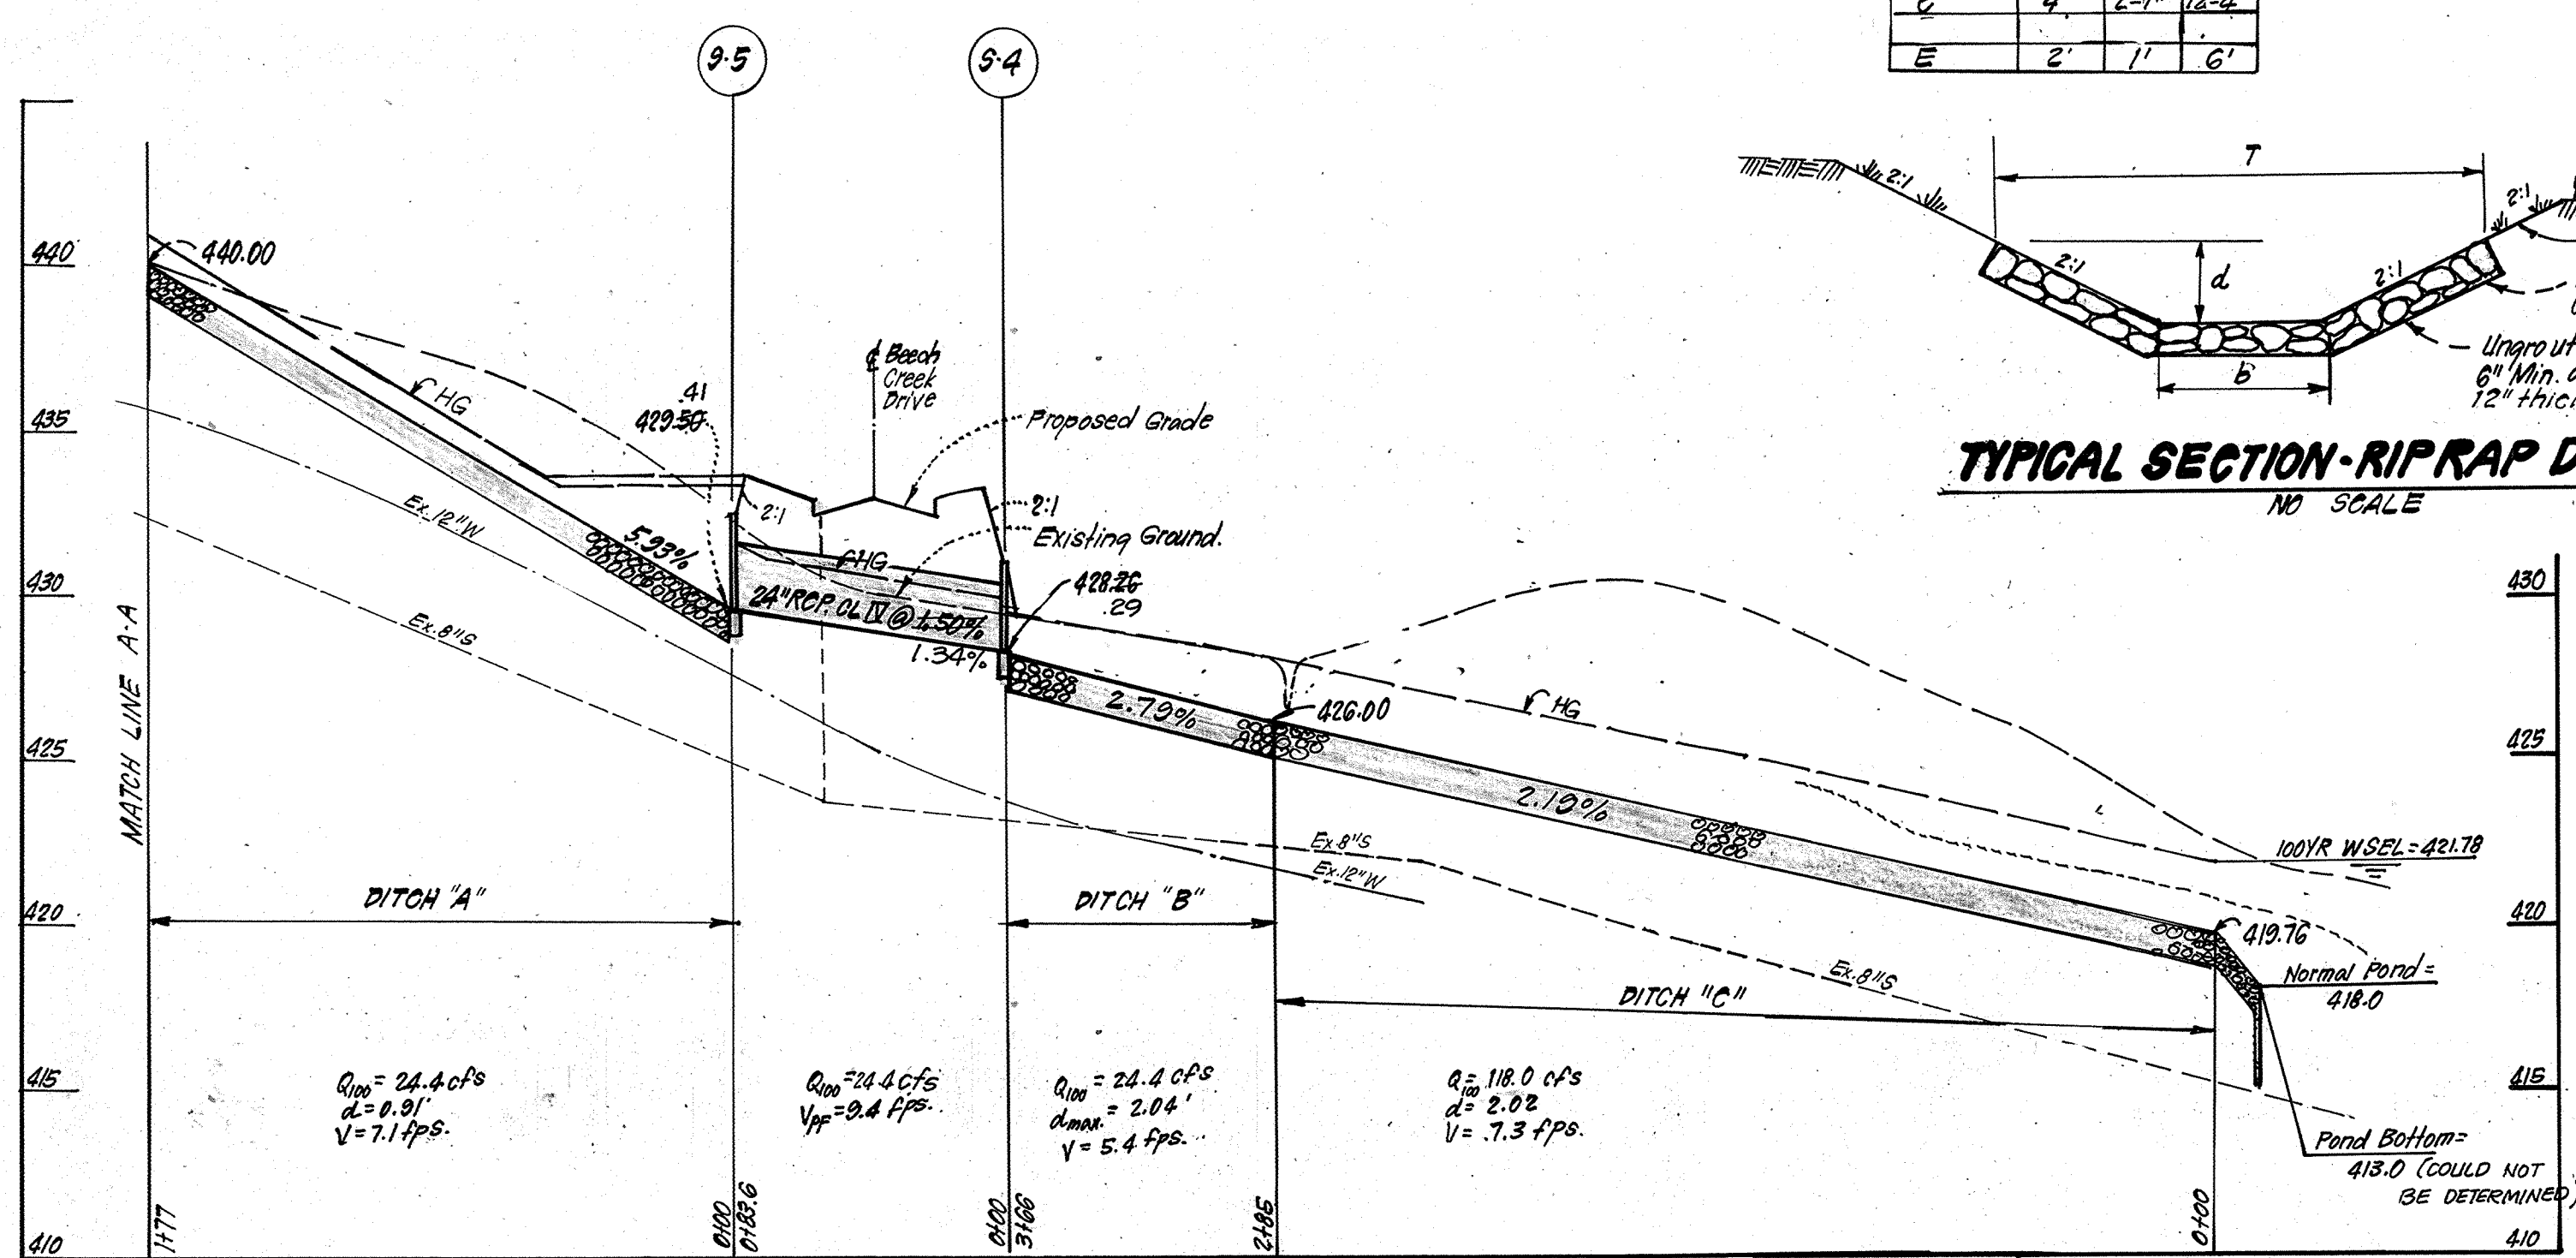 C 4' 2'-1" 12'-4"
E 2' 1' 6'
S-5
S-4
T
2:1
2:1
2:1
2:1
d
b
Ungrout
6" Min.
12" thic
TYPICAL SECTION-RIPRAP D
NO SCALE
440
435
430
425
420
415
410
MATCH LINE A-A
440.00
HG
.41
429.50
℄ Beech
Creek
Drive
Proposed Grade
2:1
2:1
Existing Ground.
Ex. 12" W
Ex. 8" S
5.93%
HG
24" RCP. CL IV @ 1.50%
1.34%
428.26
.29
2.79%
426.00
HG
2.19%
Ex. 8" S
Ex. 12" W
Ex. 8" S
430
425
420
415
410
100YR WSEL = 421.78
419.76
Normal Pond =
418.0
Pond Bottom =
413.0 (COULD NOT
BE DETERMINED)
DITCH "A"
DITCH "B"
DITCH "C"
Q100 = 24.4 cfs
d = 0.91'
V = 7.1 fps.
Q100 = 24.4 cfs
VPF = 9.4 fps.
Q100 = 24.4 cfs
dmax. = 2.04'
V = 5.4 fps.
Q100 = 118.0 cfs
d = 2.02
V = 7.3 fps.
1+77
0+00
0+83.6
0+00
3+66
2+85
0+00